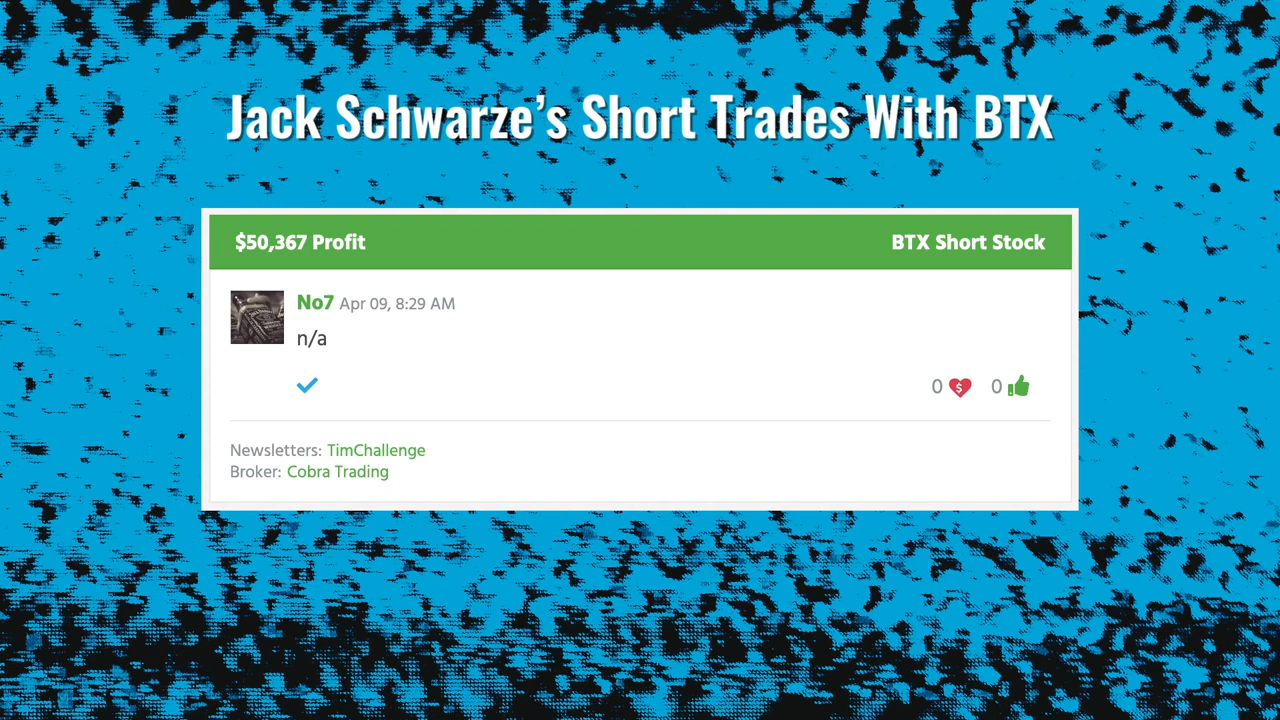 Jack Schwarze’s Short Trades With BTX
$50,367 Profit BTX Short Stock
No7 Apr 09, 8:29 AM
n/a
0 0
Newsletters: TimChallenge
Broker: Cobra Trading